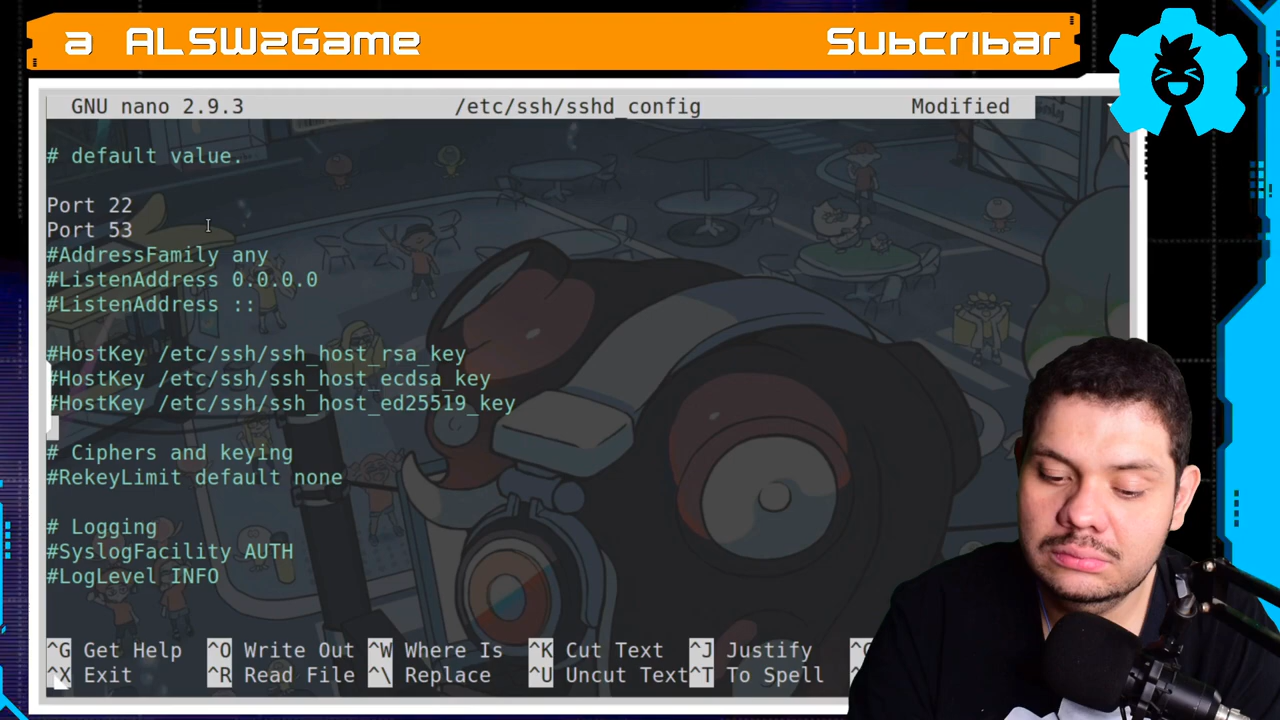 a ALSW2Game
Subcribar
GNU nano 2.9.3 /etc/ssh/sshd_config Modified
# default value.
Port 22
Port 53
#AddressFamily any
#ListenAddress 0.0.0.0
#ListenAddress ::
#HostKey /etc/ssh/ssh_host_rsa_key
#HostKey /etc/ssh/ssh_host_ecdsa_key
#HostKey /etc/ssh/ssh_host_ed25519_key
# Ciphers and keying
#RekeyLimit default none
# Logging
#SyslogFacility AUTH
#LogLevel INFO
^G Get Help ^O Write Out ^W Where Is ^K Cut Text ^J Justify
^X Exit ^R Read File ^\ Replace ^U Uncut Text ^T To Spell